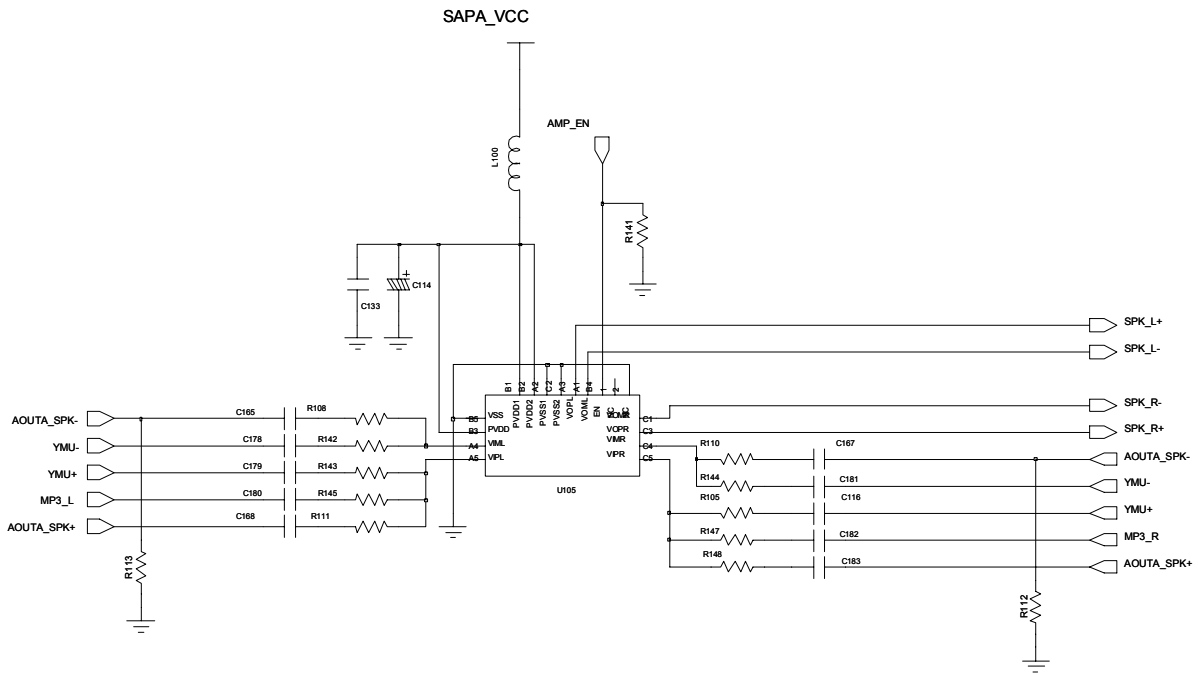 SAPA_VCC
AMP_EN
L100
R141
+
C114
C133
SPK_L+
SPK_L-
B1
B2
A2
C2
A3
A1
B4
1
2
PVDD1
PVDD2
PVSS1
PVSS2
VOPL
VOML
EN
SPK_R-
SPK_R+
AOUTA_SPK-
C165
R108
B5
VSS
C1
B3
PVDD
VOPR
C3
YMU-
C178
R142
A4
VIML
VIMR
C4
R110
C167
AOUTA_SPK-
YMU+
C179
R143
A5
VIPL
VIPR
C5
R144
C181
YMU-
MP3_L
C180
R145
U105
R105
C116
YMU+
AOUTA_SPK+
C168
R111
R147
C182
MP3_R
R148
C183
AOUTA_SPK+
R113
R112